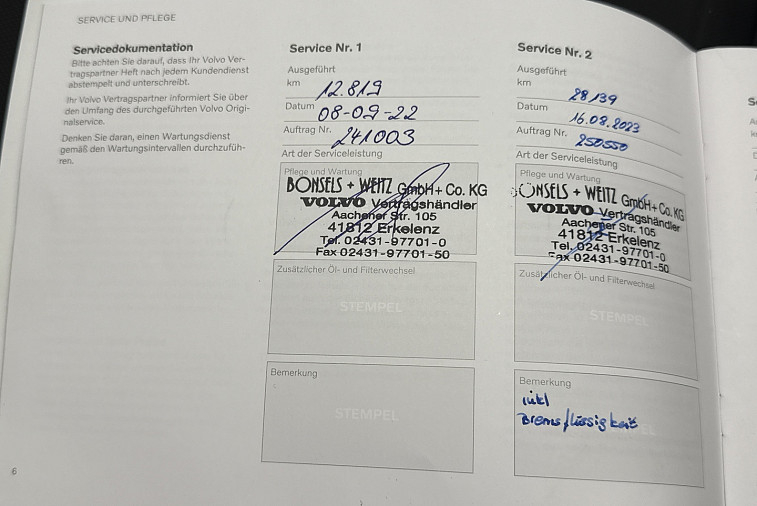 SERVICE UND PFLEGE
Servicedokumentation
Bitte achten Sie darauf, dass Ihr Volvo Ver-
tragspartner Heft nach jedem Kundendienst
abstempelt und unterschreibt.
Ihr Volvo Vertragspartner informiert Sie über
den Umfang des durchgeführten Volvo Origi-
nalservice.
Denken Sie daran, einen Wartungsdienst
gemäß den Wartungsintervallen durchzufüh-
ren.
Service Nr. 1
Ausgeführt
km 12.819
Datum 08-09-22
Auftrag Nr. 241003
Art der Serviceleistung
Pflege und Wartung
BONSELS + WEITZ GmbH + Co. KG
VOLVO Vertragshändler
Aachener Str. 105
41812 Erkelenz
Tel. 02431-97701-0
Fax 02431-97701-50
Zusätzlicher Öl- und Filterwechsel
STEMPEL
Bemerkung
STEMPEL
Service Nr. 2
Ausgeführt
km 28139
Datum 16.08.2023
Auftrag Nr. 250550
Art der Serviceleistung
Pflege und Wartung
BONSELS + WEITZ GmbH + Co. KG
VOLVO Vertragshändler
Aachener Str. 105
41812 Erkelenz
Tel. 02431-97701-0
Fax 02431-97701-50
Zusätzlicher Öl- und Filterwechsel
STEMPEL
Bemerkung
inkl
Bremsflüssigkeit
6